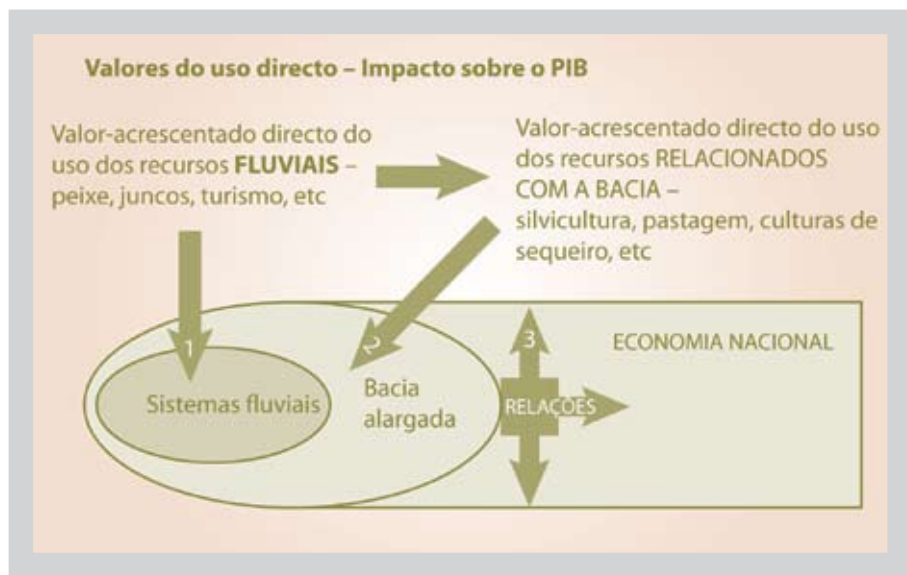 Valores do uso directo – Impacto sobre o PIB
Valor-acrescentado directo do
uso dos recursos FLUVIAIS –
peixe, juncos, turismo, etc
Valor-acrescentado directo do uso
dos recursos RELACIONADOS
COM A BACIA –
silvicultura, pastagem, culturas de
sequeiro, etc
1
2
3
ECONOMIA NACIONAL
Sistemas fluviais
Bacia
alargada
RELAÇÕES